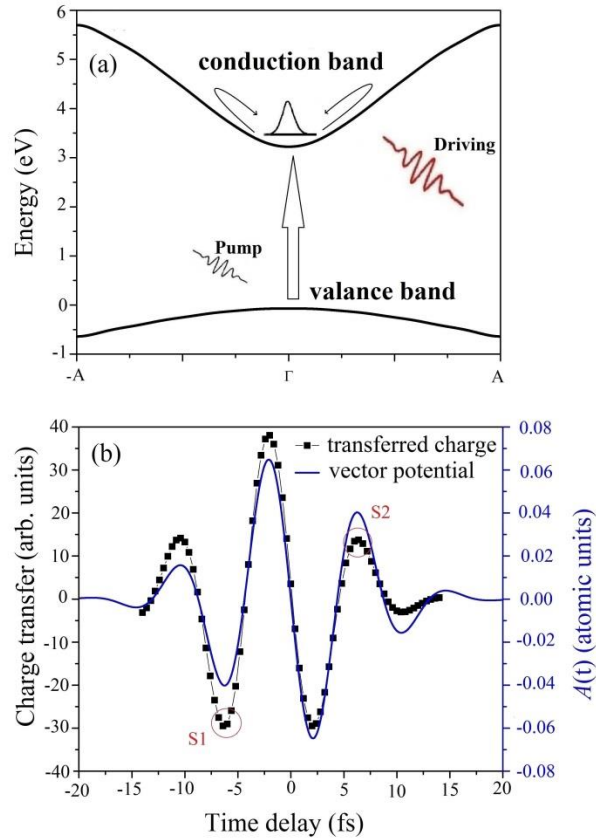 6
5
4
3
2
1
0
-1
Energy (eV)
(a)
conduction band
Driving
Pump
valance band
-A
Γ
A
40
30
20
10
0
-10
-20
-30
-40
Charge transfer (arb. units)
(b)
transferred charge
vector potential
S2
S1
0.08
0.06
0.04
0.02
0.00
-0.02
-0.04
-0.06
-0.08
A(t) (atomic units)
-20 -15 -10 -5 0 5 10 15 20
Time delay (fs)